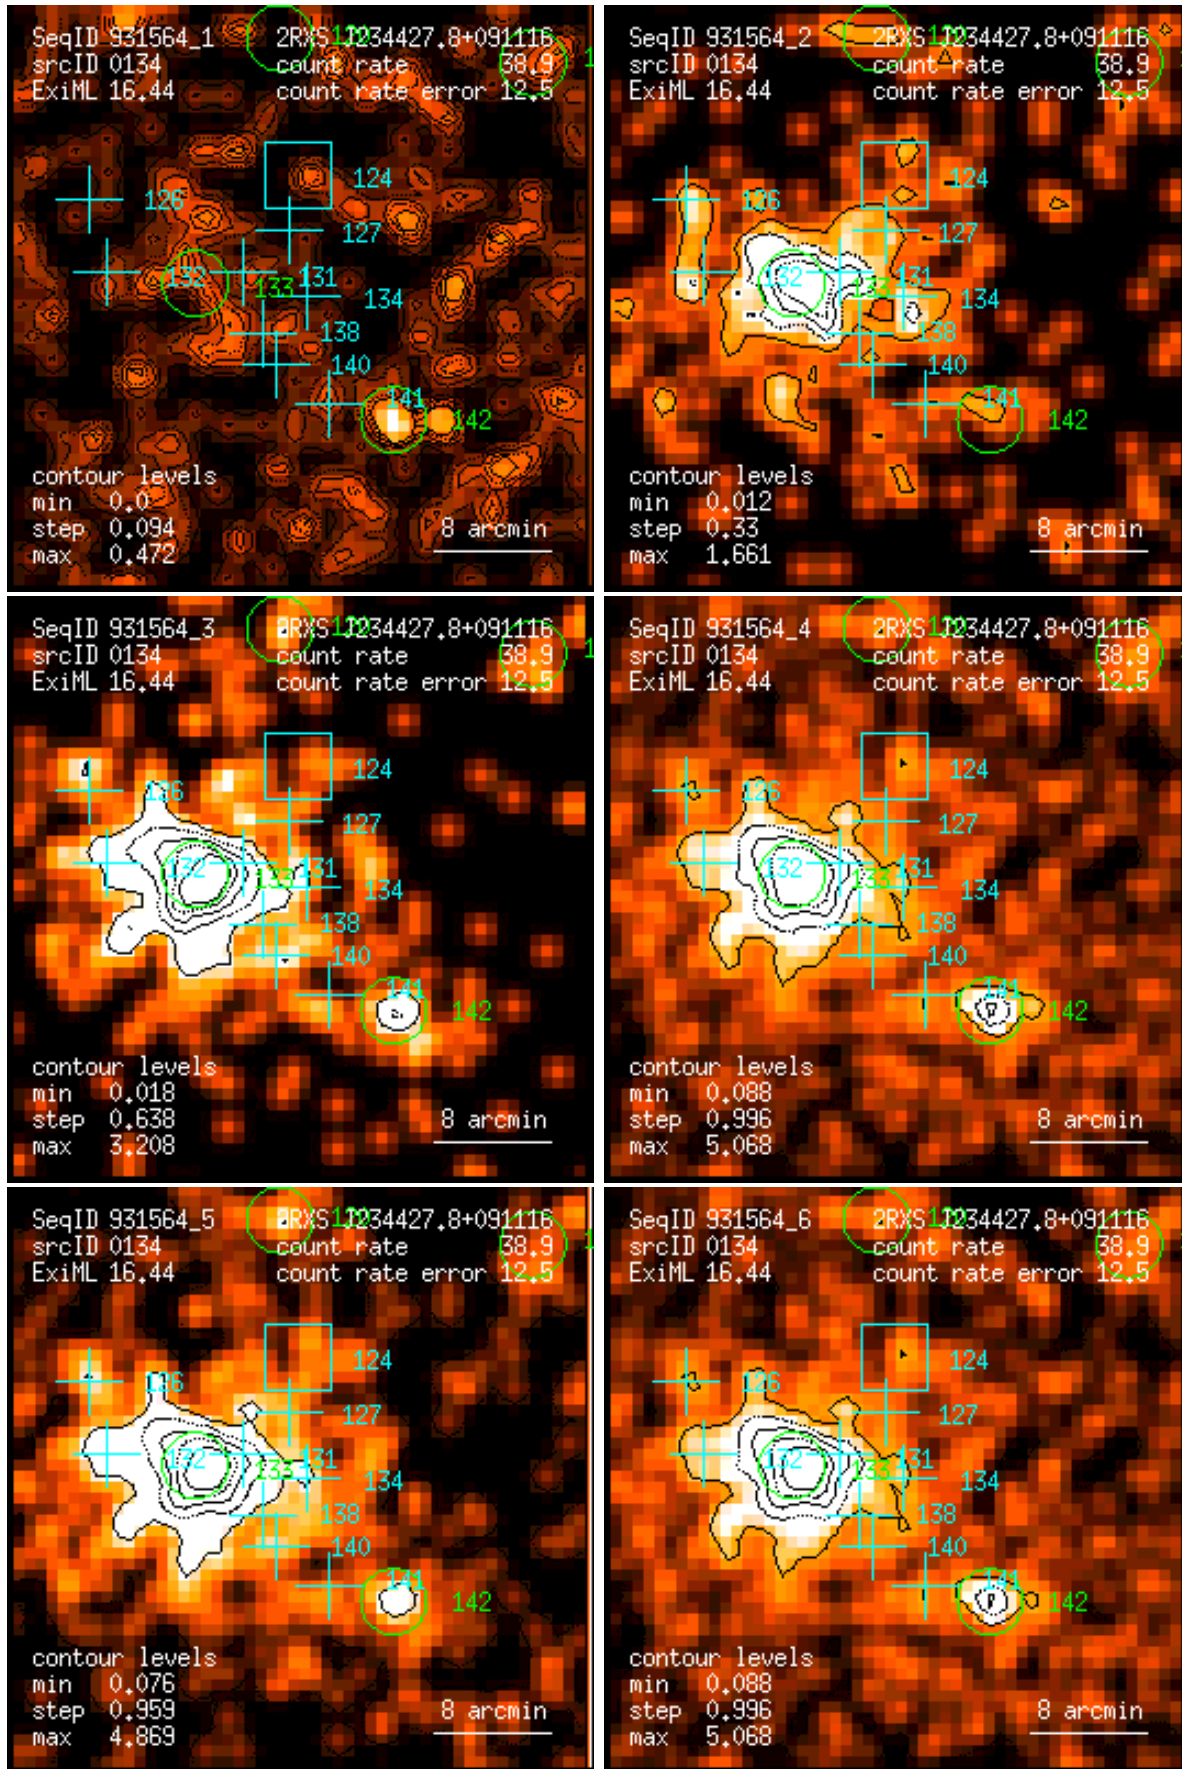 SeqID 931564_1 2RXS J234427.8+091116
srcID 0134 count rate 38.9
ExiML 16.44 count rate error 12.5
124
126
127
132 133 131
134
138
140
141
142
contour levels
min 0.0
step 0.094
max 0.472
8 arcmin
SeqID 931564_2 2RXS J234427.8+091116
srcID 0134 count rate 38.9
ExiML 16.44 count rate error 12.5
124
126
127
132 133 131
134
138
140
141
142
contour levels
min 0.012
step 0.33
max 1.661
8 arcmin
SeqID 931564_3 2RXS J234427.8+091116
srcID 0134 count rate 38.9
ExiML 16.44 count rate error 12.5
124
126
127
132 133 131
134
138
140
141
142
contour levels
min 0.018
step 0.638
max 3.208
8 arcmin
SeqID 931564_4 2RXS J234427.8+091116
srcID 0134 count rate 38.9
ExiML 16.44 count rate error 12.5
124
126
127
132 133 131
134
138
140
141
142
contour levels
min 0.088
step 0.996
max 5.068
8 arcmin
SeqID 931564_5 2RXS J234427.8+091116
srcID 0134 count rate 38.9
ExiML 16.44 count rate error 12.5
124
126
127
132 133 131
134
138
140
141
142
contour levels
min 0.076
step 0.959
max 4.869
8 arcmin
SeqID 931564_6 2RXS J234427.8+091116
srcID 0134 count rate 38.9
ExiML 16.44 count rate error 12.5
124
126
127
132 133 131
134
138
140
141
142
contour levels
min 0.088
step 0.996
max 5.068
8 arcmin